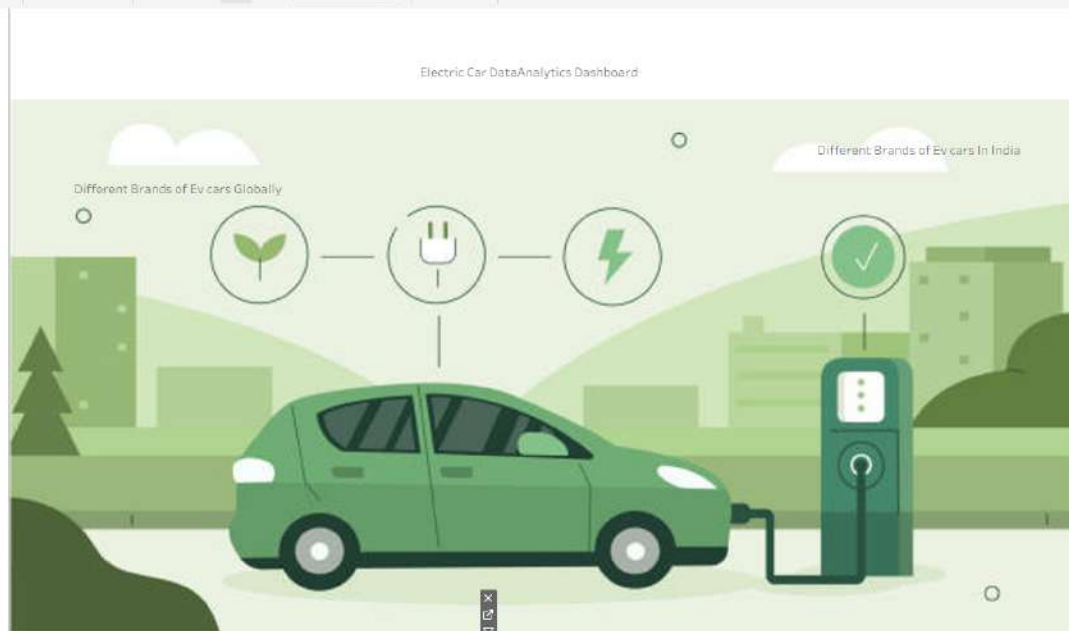 Electric Car DataAnalytics Dashboard
Different Brands of Ev cars In India
Different Brands of Ev cars Globally